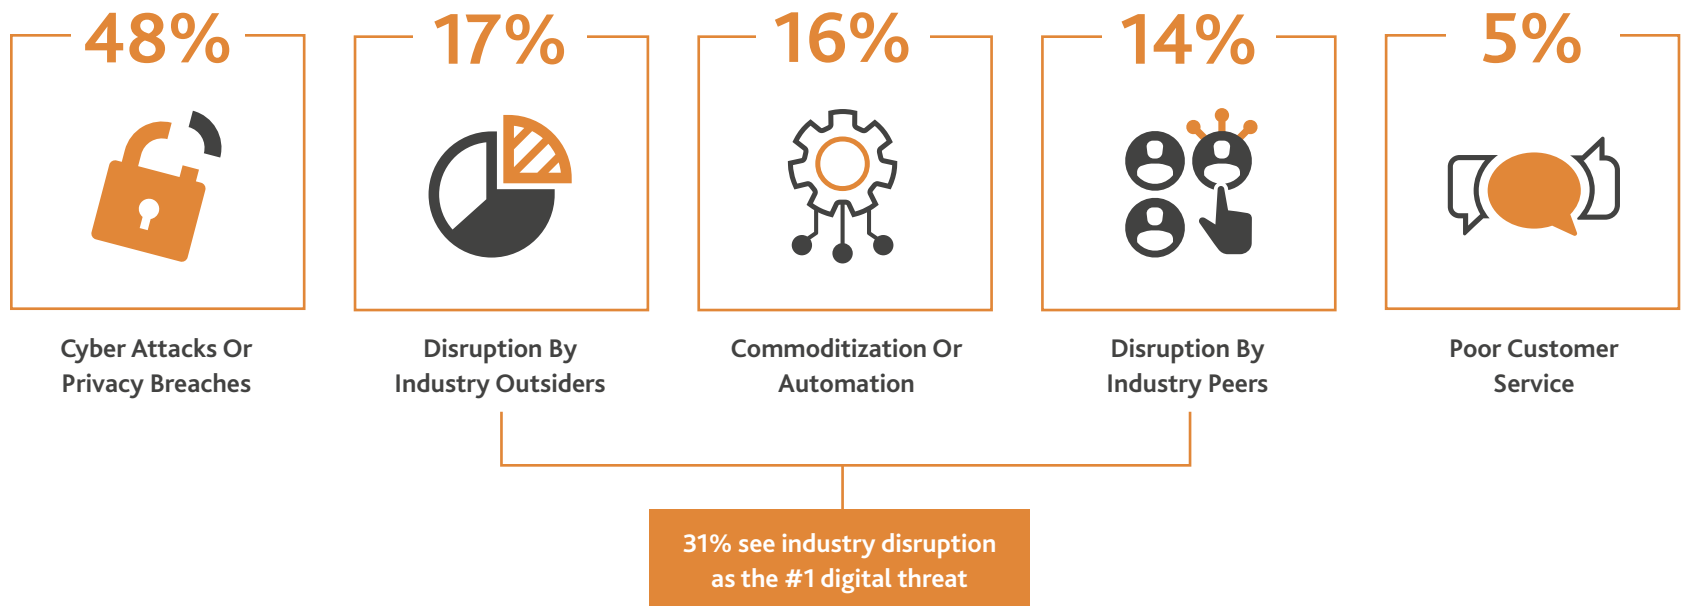 48%
17%
16%
14%
5%
Cyber Attacks Or
Privacy Breaches
Disruption By
Industry Outsiders
Commoditization Or
Automation
Disruption By
Industry Peers
Poor Customer
Service
31% see industry disruption
as the #1 digital threat